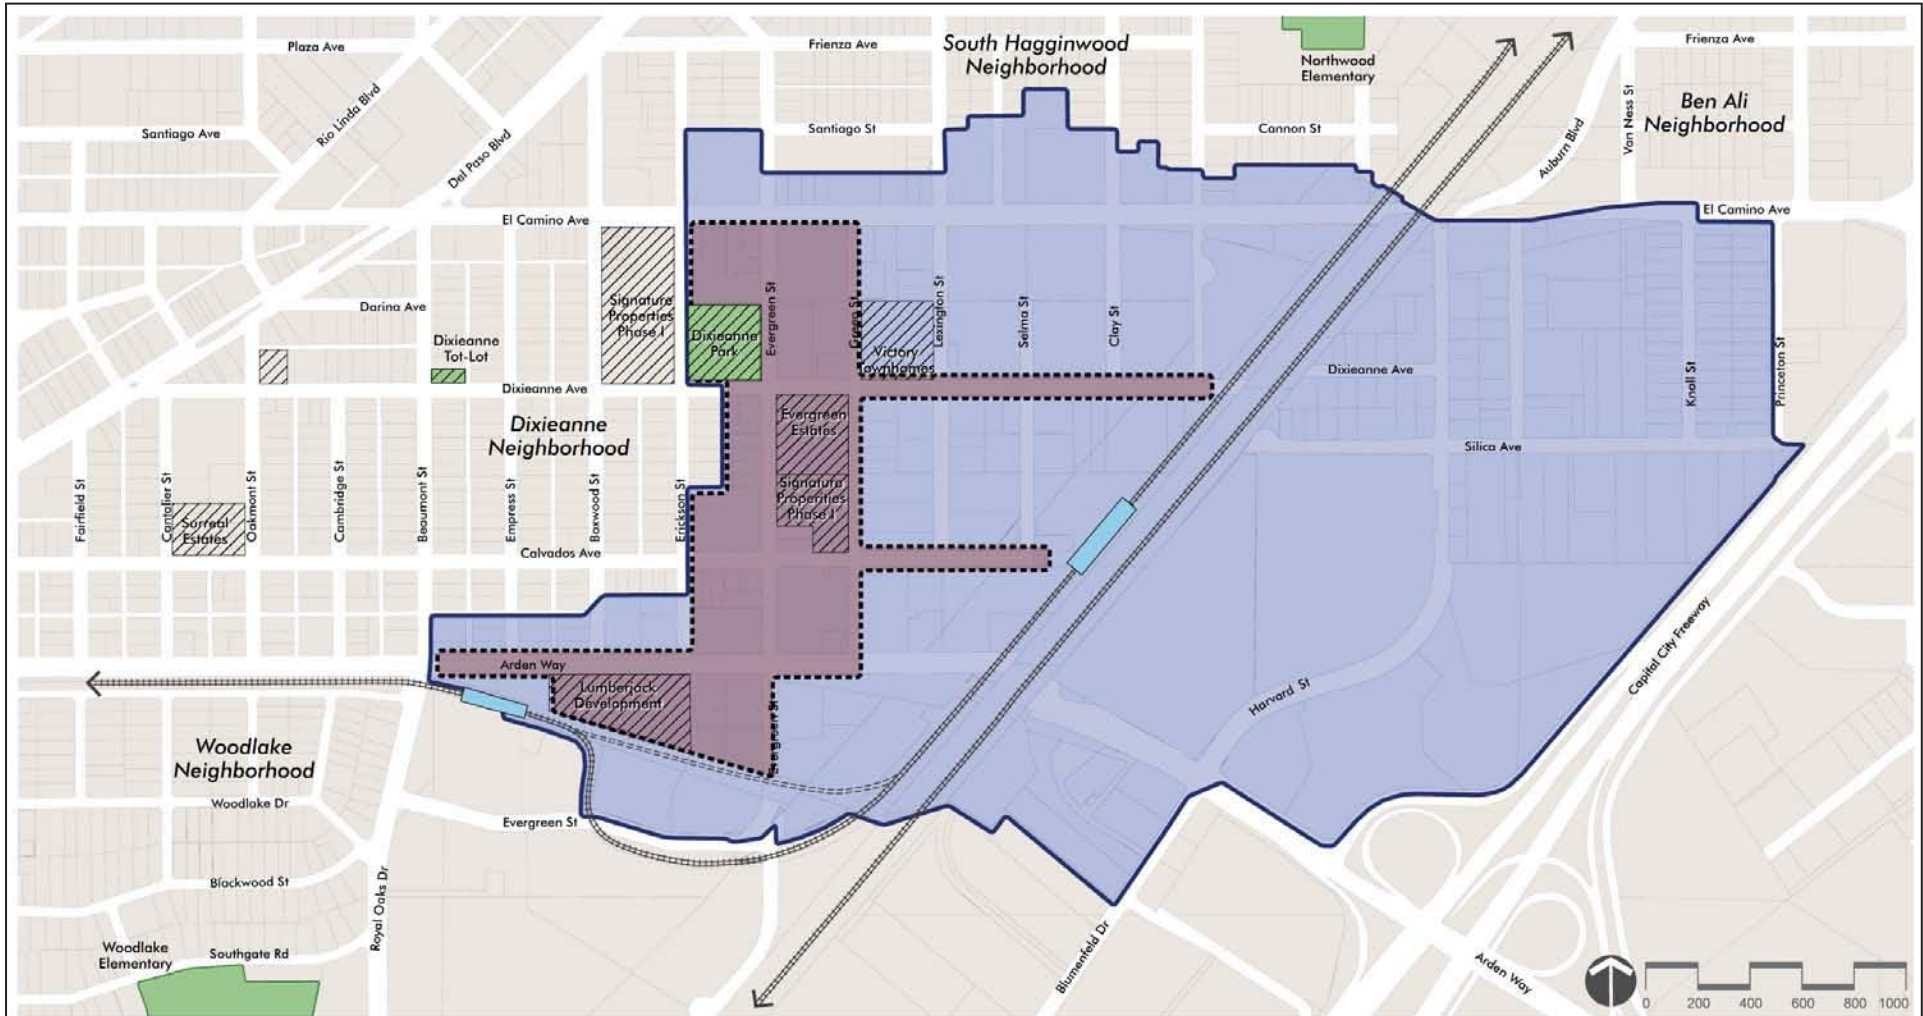 Plaza Ave
Frienza Ave
South Hagginwood
Neighborhood
Northwood
Elementary
Frienza Ave
Ben Ali
Neighborhood
Van Ness St
Auburn Blvd
Santiago Ave
Rio Linda Blvd
Del Paso Blvd
Santiago St
Cannon St
El Camino Ave
El Camino Ave
Signature
Properties
Phase I
Darina Ave
Dixieanne
Tot-Lot
Dixieanne
Park
Evergreen St
Green St
Victory
Townhomes
Lexington St
Selma St
Clay St
Dixieanne Ave
Dixieanne Ave
Knoll St
Princeton St
Dixieanne
Neighborhood
Evergreen
Estates
Signature
Properities
Phase I
Silica Ave
Fairfield St
Cantalier St
Surreal
Estates
Oakmont St
Cambridge St
Beaumont St
Empress St
Boxwood St
Erickson St
Calvados Ave
Arden Way
Lumberjack
Development
Evergreen St
Harvard St
Capital City Freeway
Woodlake
Neighborhood
Woodlake Dr
Evergreen St
Blackwood St
Royal Oaks Dr
Woodlake
Elementary
Southgate Rd
Blumenfeld Dr
Arden Way
0 200 400 600 800 1000